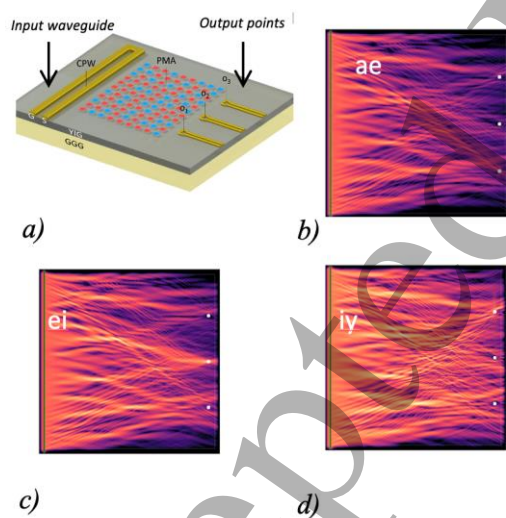 Input waveguide
Output points
CPW
PMA
O₃
O₂
O₁
G
S
YIG
GGG
a)
ae
b)
ei
c)
iy
d)